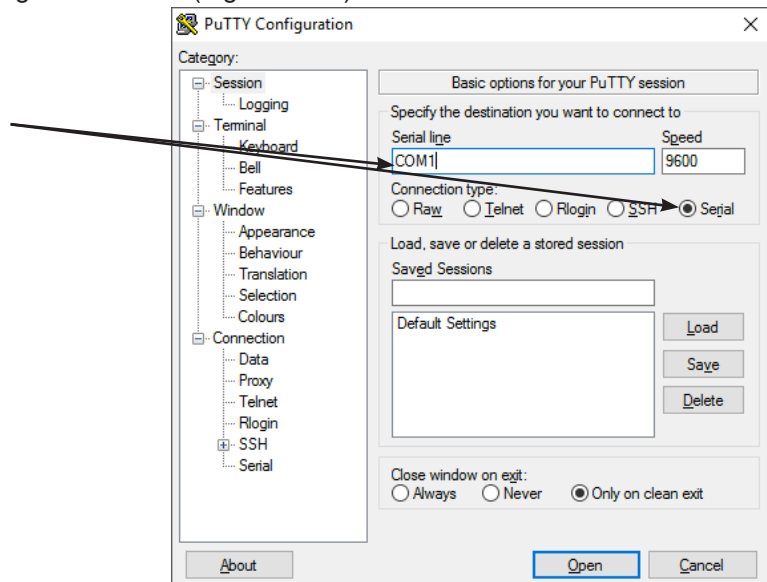 PuTTY Configuration
Category:
Session
Logging
Terminal
Keyboard
Bell
Features
Window
Appearance
Behaviour
Translation
Selection
Colours
Connection
Data
Proxy
Telnet
Rlogin
SSH
Serial
Basic options for your PuTTY session
Specify the destination you want to connect to
Serial line Speed
COM1 9600
Connection type:
Raw Telnet Rlogin SSH Serial
Load, save or delete a stored session
Saved Sessions
Default Settings
Load
Save
Delete
Close window on exit:
Always Never Only on clean exit
About Open Cancel